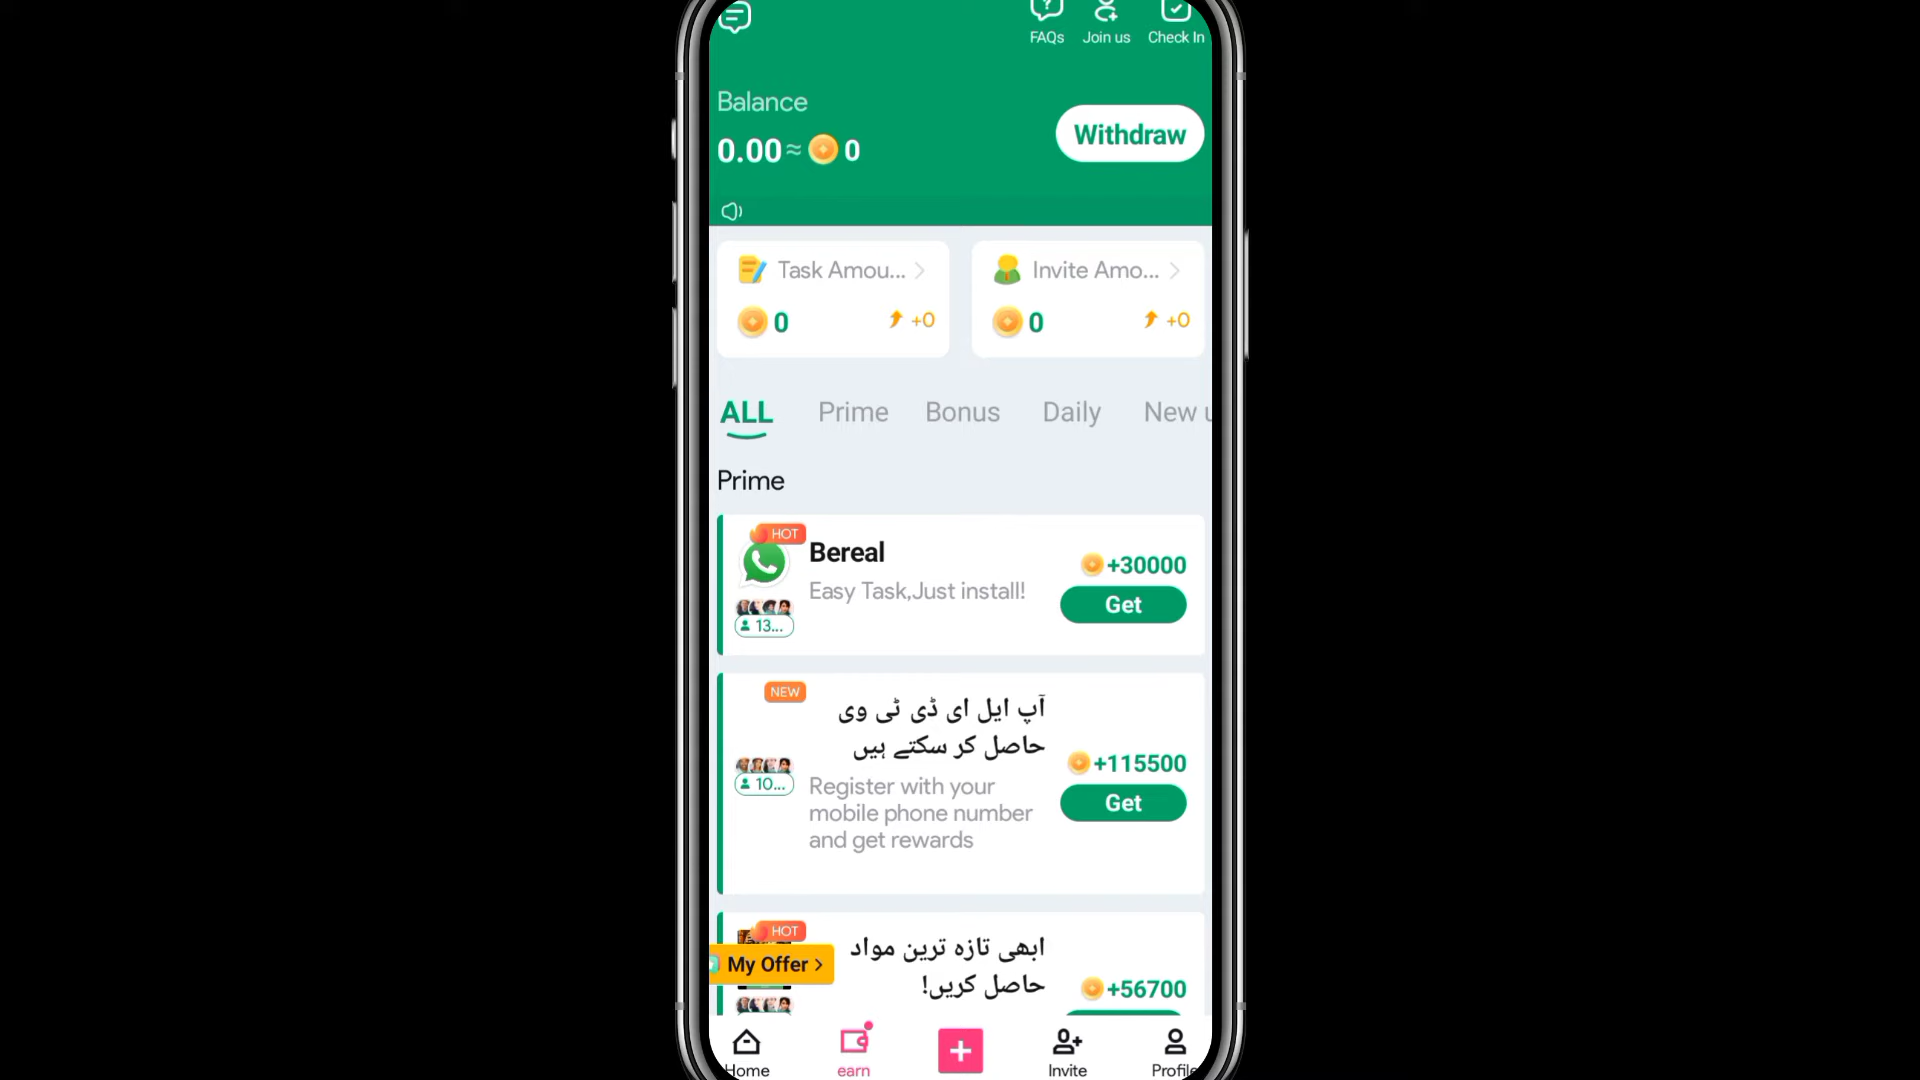 FAQs
Join us
Check In
Balance
Withdraw
0.00≈ 0
Task Amou...
Invite Amo...
0 +0
0 +0
ALL Prime Bonus Daily New
Prime
HOT
Bereal
Easy Task,Just install!
+30000
Get
13...
NEW
آپ ایل ای ڈی ٹی وی
حاصل کر سکتے ہیں
Register with your
mobile phone number
and get rewards
+115500
Get
10...
HOT
ابھی تازہ ترین مواد
حاصل کریں!
+56700
My Offer
Home
earn
Invite
Profile